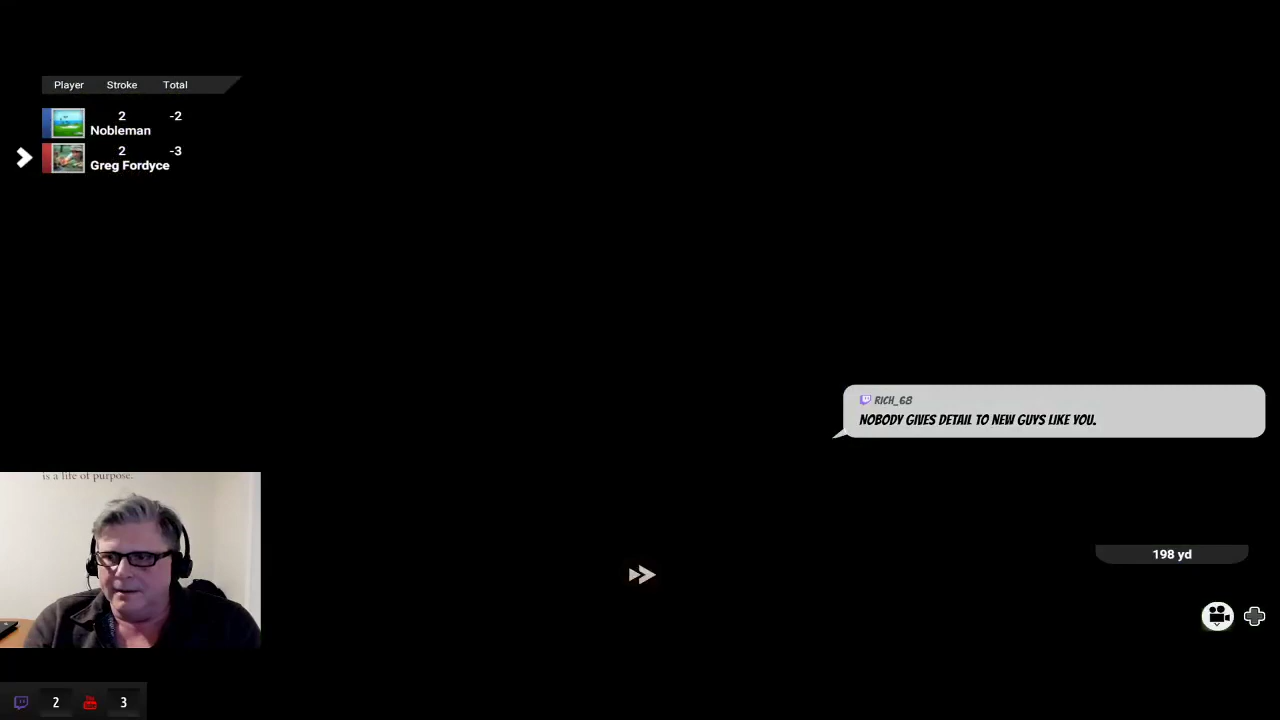 Player Stroke Total
2 -2
Nobleman
2 -3
Greg Fordyce
RICH_68
NOBODY GIVES DETAIL TO NEW GUYS LIKE YOU.
is a life of purpose.
198 yd
2 3